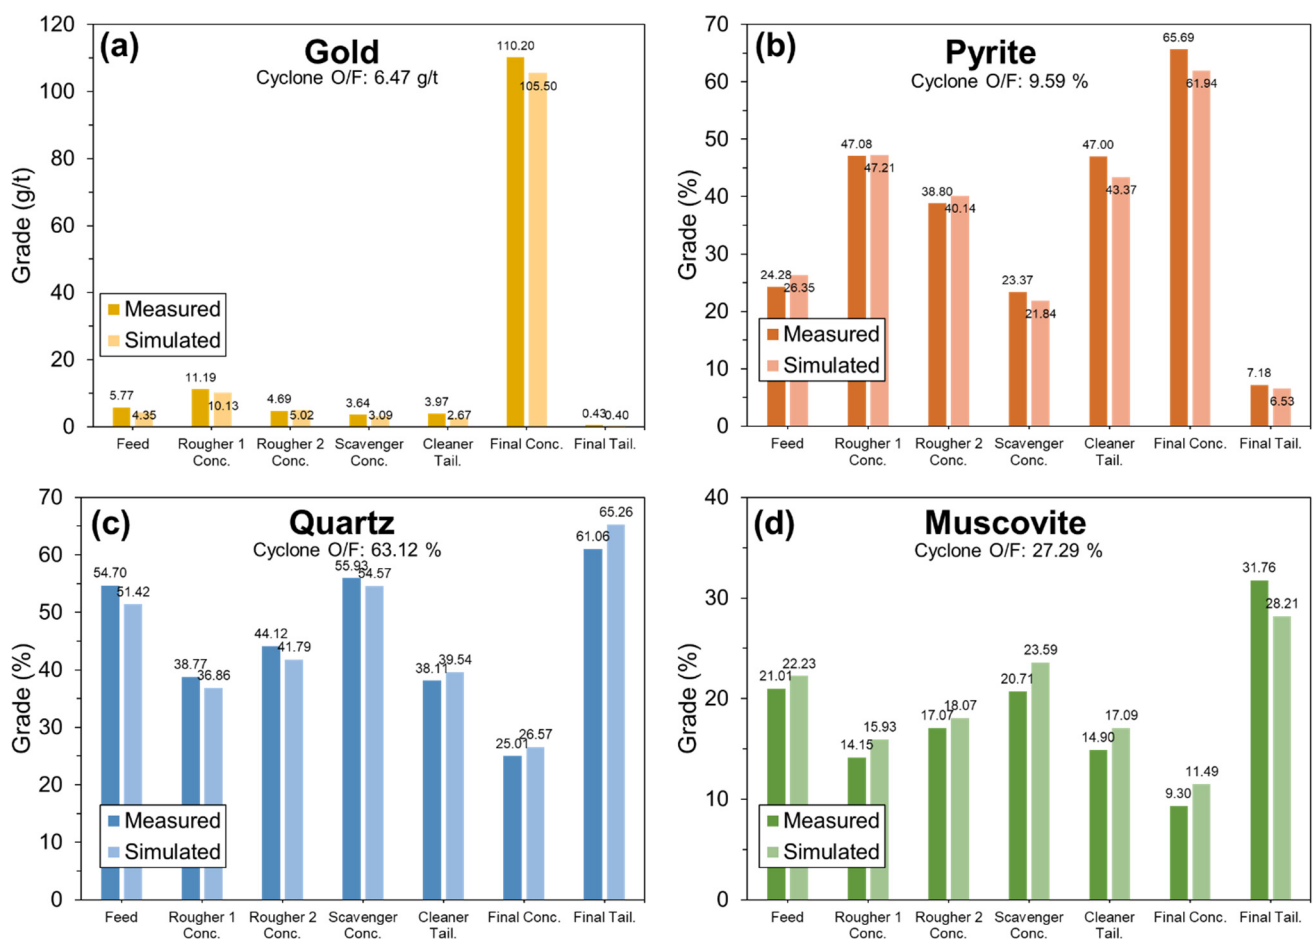 (a)
Gold
Cyclone O/F: 6.47 g/t
Grade (g/t)
120
100
80
60
40
20
0
110.20
105.50
5.77
4.35
11.19
10.13
4.69
5.02
3.64
3.09
3.97
2.67
0.43
0.40
Measured
Simulated
Feed
Rougher 1
Conc.
Rougher 2
Conc.
Scavenger
Conc.
Cleaner
Tail.
Final Conc.
Final Tail.
(b)
Pyrite
Cyclone O/F: 9.59 %
Grade (%)
70
60
50
40
30
20
10
0
24.28
26.35
47.08
47.21
38.80
40.14
23.37
21.84
47.00
43.37
65.69
61.94
7.18
6.53
Measured
Simulated
Feed
Rougher 1
Conc.
Rougher 2
Conc.
Scavenger
Conc.
Cleaner
Tail.
Final Conc.
Final Tail.
(c)
Quartz
Cyclone O/F: 63.12 %
Grade (%)
70
60
50
40
30
20
10
0
54.70
51.42
38.77
36.86
44.12
41.79
55.93
54.57
38.11
39.54
25.01
26.57
61.06
65.26
Measured
Simulated
Feed
Rougher 1
Conc.
Rougher 2
Conc.
Scavenger
Conc.
Cleaner
Tail.
Final Conc.
Final Tail.
(d)
Muscovite
Cyclone O/F: 27.29 %
Grade (%)
40
30
20
10
0
21.01
22.23
14.15
15.93
17.07
18.07
20.71
23.59
14.90
17.09
9.30
11.49
31.76
28.21
Measured
Simulated
Feed
Rougher 1
Conc.
Rougher 2
Conc.
Scavenger
Conc.
Cleaner
Tail.
Final Conc.
Final Tail.